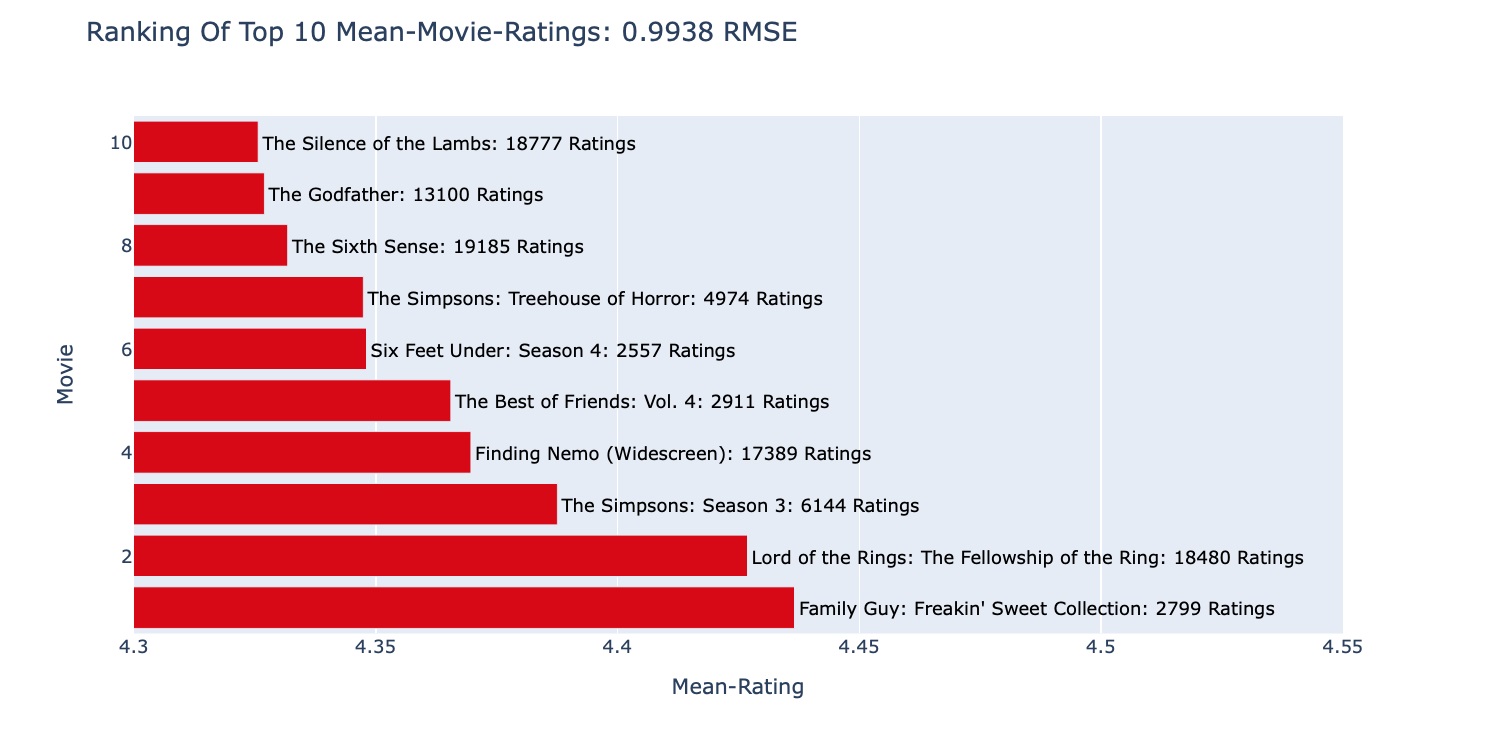 Ranking Of Top 10 Mean-Movie-Ratings: 0.9938 RMSE
10 The Silence of the Lambs: 18777 Ratings
The Godfather: 13100 Ratings
8 The Sixth Sense: 19185 Ratings
The Simpsons: Treehouse of Horror: 4974 Ratings
6 Six Feet Under: Season 4: 2557 Ratings
Movie
The Best of Friends: Vol. 4: 2911 Ratings
4 Finding Nemo (Widescreen): 17389 Ratings
The Simpsons: Season 3: 6144 Ratings
2 Lord of the Rings: The Fellowship of the Ring: 18480 Ratings
Family Guy: Freakin' Sweet Collection: 2799 Ratings
4.3 4.35 4.4 4.45 4.5 4.55
Mean-Rating